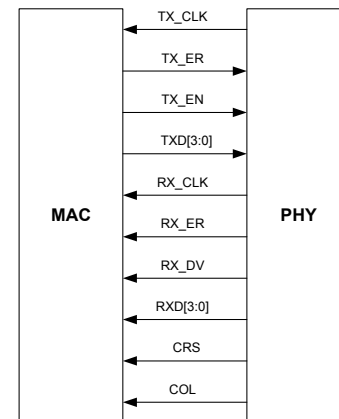 TX_CLK
TX_ER
TX_EN
TXD[3:0]
RX_CLK
MAC
PHY
RX_ER
RX_DV
RXD[3:0]
CRS
COL